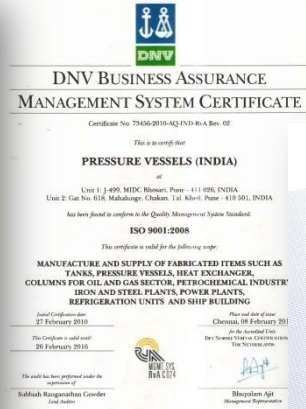 DNV
DNV BUSINESS ASSURANCE
MANAGEMENT SYSTEM CERTIFICATE
Certificate No. 73456-2010-AQ-IND-RvA Rev. 02
This is to certify that
PRESSURE VESSELS (INDIA)
at
Unit 1: J-499, MIDC Bhosari, Pune - 411 026, INDIA
Unit 2: Gat No. 618, Mahalunge, Chakan. Tal. Khed, Pune - 410 501, INDIA
has been found to conform to the Quality Management System Standard:
ISO 9001:2008
This certificate is valid for the following scope:
MANUFACTURE AND SUPPLY OF FABRICATED ITEMS SUCH AS
TANKS, PRESSURE VESSELS, HEAT EXCHANGER,
COLUMNS FOR OIL AND GAS SECTOR, PETROCHEMICAL INDUSTR
IRON AND STEEL PLANTS, POWER PLANTS,
REFRIGERATION UNITS AND SHIP BUILDING
Initial Certification date:
27 February 2010
Place and date of issue:
Chennai, 08 February 201
This Certificate is valid until:
26 February 2016
for the Accredited Unit:
DET NORSKE VERITAS CERTIFICATION
THE NETHERLANDS
MGMT. SYS.
RvA C 024
The audit has been performed under the
supervision of
Subbiah Ranganathan Gowder
Lead Auditor
Bhupalam Ajit
Management Representative